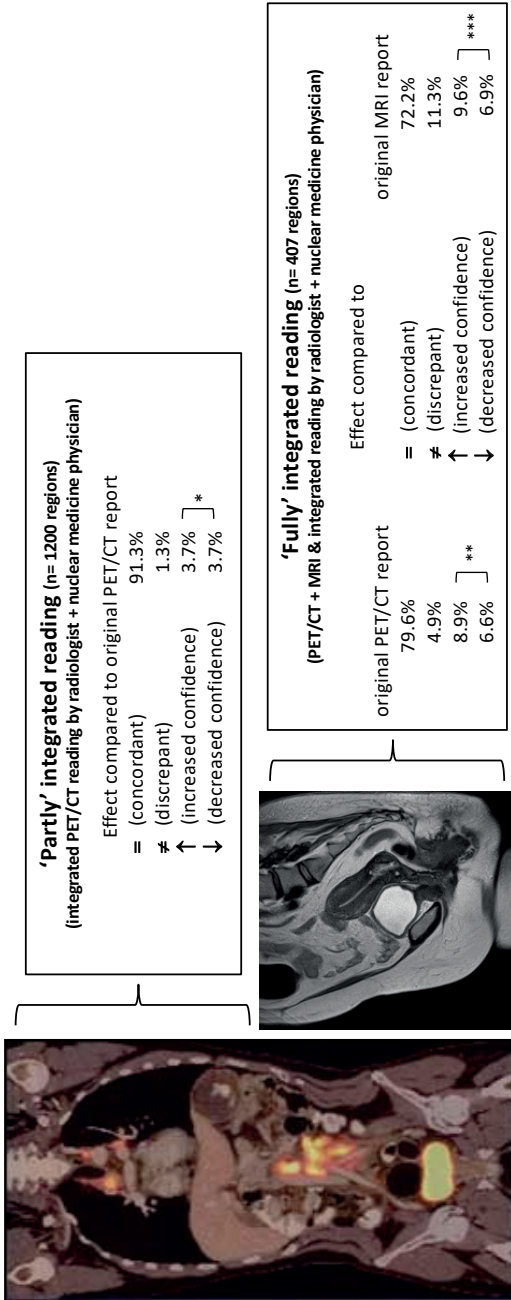 'Partly' integrated reading (n= 1200 regions)
(integrated PET/CT reading by radiologist + nuclear medicine physician)
Effect compared to original PET/CT report
= (concordant) 91.3%
≠ (discrepant) 1.3%
↑ (increased confidence) 3.7%
*
↓ (decreased confidence) 3.7%
'Fully' integrated reading (n= 407 regions)
(PET/CT + MRI & integrated reading by radiologist + nuclear medicine physician)
Effect compared to
original PET/CT report original MRI report
79.6% = (concordant) 72.2%
4.9% ≠ (discrepant) 11.3%
8.9% ↑ (increased confidence) 9.6%
** ***
6.6% ↓ (decreased confidence) 6.9%